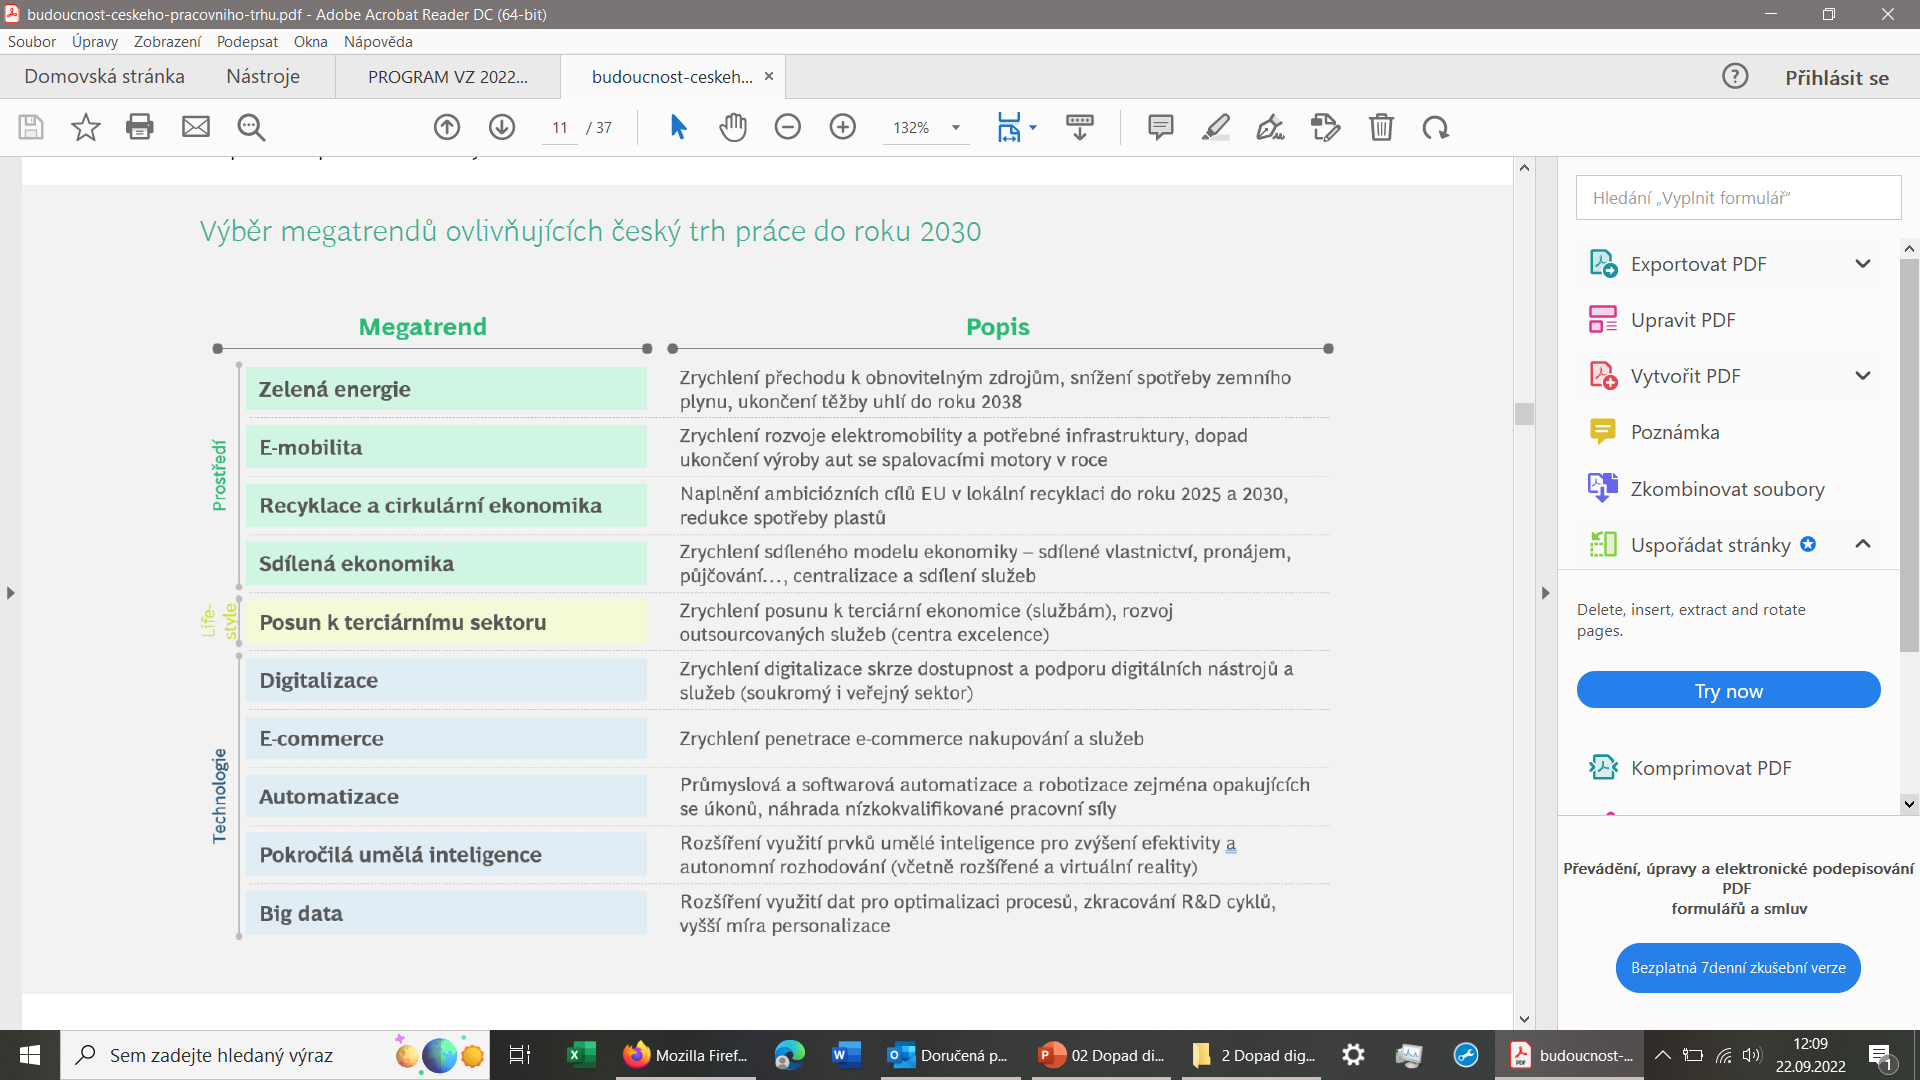 budoucnost-ceskeho-pracovniho-trhu.pdf - Adobe Acrobat Reader DC (64-bit)
Soubor Úpravy Zobrazení Podepsat Okna Nápověda
Domovská stránka Nástroje PROGRAM VZ 2022... budoucnost-ceskeh... × Přihlásit se
11 / 37 132%
Výběr megatrendů ovlivňujících český trh práce do roku 2030
Megatrend Popis
Prostředí
Zelená energie
Zrychlení přechodu k obnovitelným zdrojům, snížení spotřeby zemního
plynu, ukončení těžby uhlí do roku 2038
E-mobilita
Zrychlení rozvoje elektromobility a potřebné infrastruktury, dopad
ukončení výroby aut se spalovacími motory v roce
Recyklace a cirkulární ekonomika
Naplnění ambiciózních cílů EU v lokální recyklaci do roku 2025 a 2030,
redukce spotřeby plastů
Sdílená ekonomika
Zrychlení sdíleného modelu ekonomiky – sdílené vlastnictví, pronájem,
půjčování..., centralizace a sdílení služeb
Life-
style
Posun k terciárnímu sektoru
Zrychlení posunu k terciární ekonomice (službám), rozvoj
outsourcovaných služeb (centra excelence)
Technologie
Digitalizace
Zrychlení digitalizace skrze dostupnost a podporu digitálních nástrojů a
služeb (soukromý i veřejný sektor)
E-commerce
Zrychlení penetrace e-commerce nakupování a služeb
Automatizace
Průmyslová a softwarová automatizace a robotizace zejména opakujících
se úkonů, náhrada nízkokvalifikované pracovní síly
Pokročilá umělá inteligence
Rozšíření využití prvků umělé inteligence pro zvýšení efektivity a
autonomní rozhodování (včetně rozšířené a virtuální reality)
Big data
Rozšíření využití dat pro optimalizaci procesů, zkracování R&D cyklů,
vyšší míra personalizace
Hledání „Vyplnit formulář“
Exportovat PDF
Upravit PDF
Vytvořit PDF
Poznámka
Zkombinovat soubory
Uspořádat stránky
Delete, insert, extract and rotate
pages.
Try now
Komprimovat PDF
Převádění, úpravy a elektronické podepisování
PDF
formulářů a smluv
Bezplatná 7denní zkušební verze
Sem zadejte hledaný výraz
Mozilla Firef...
Doručená p...
02 Dopad di...
2 Dopad dig...
budoucnost-...
12:09
22.09.2022
1